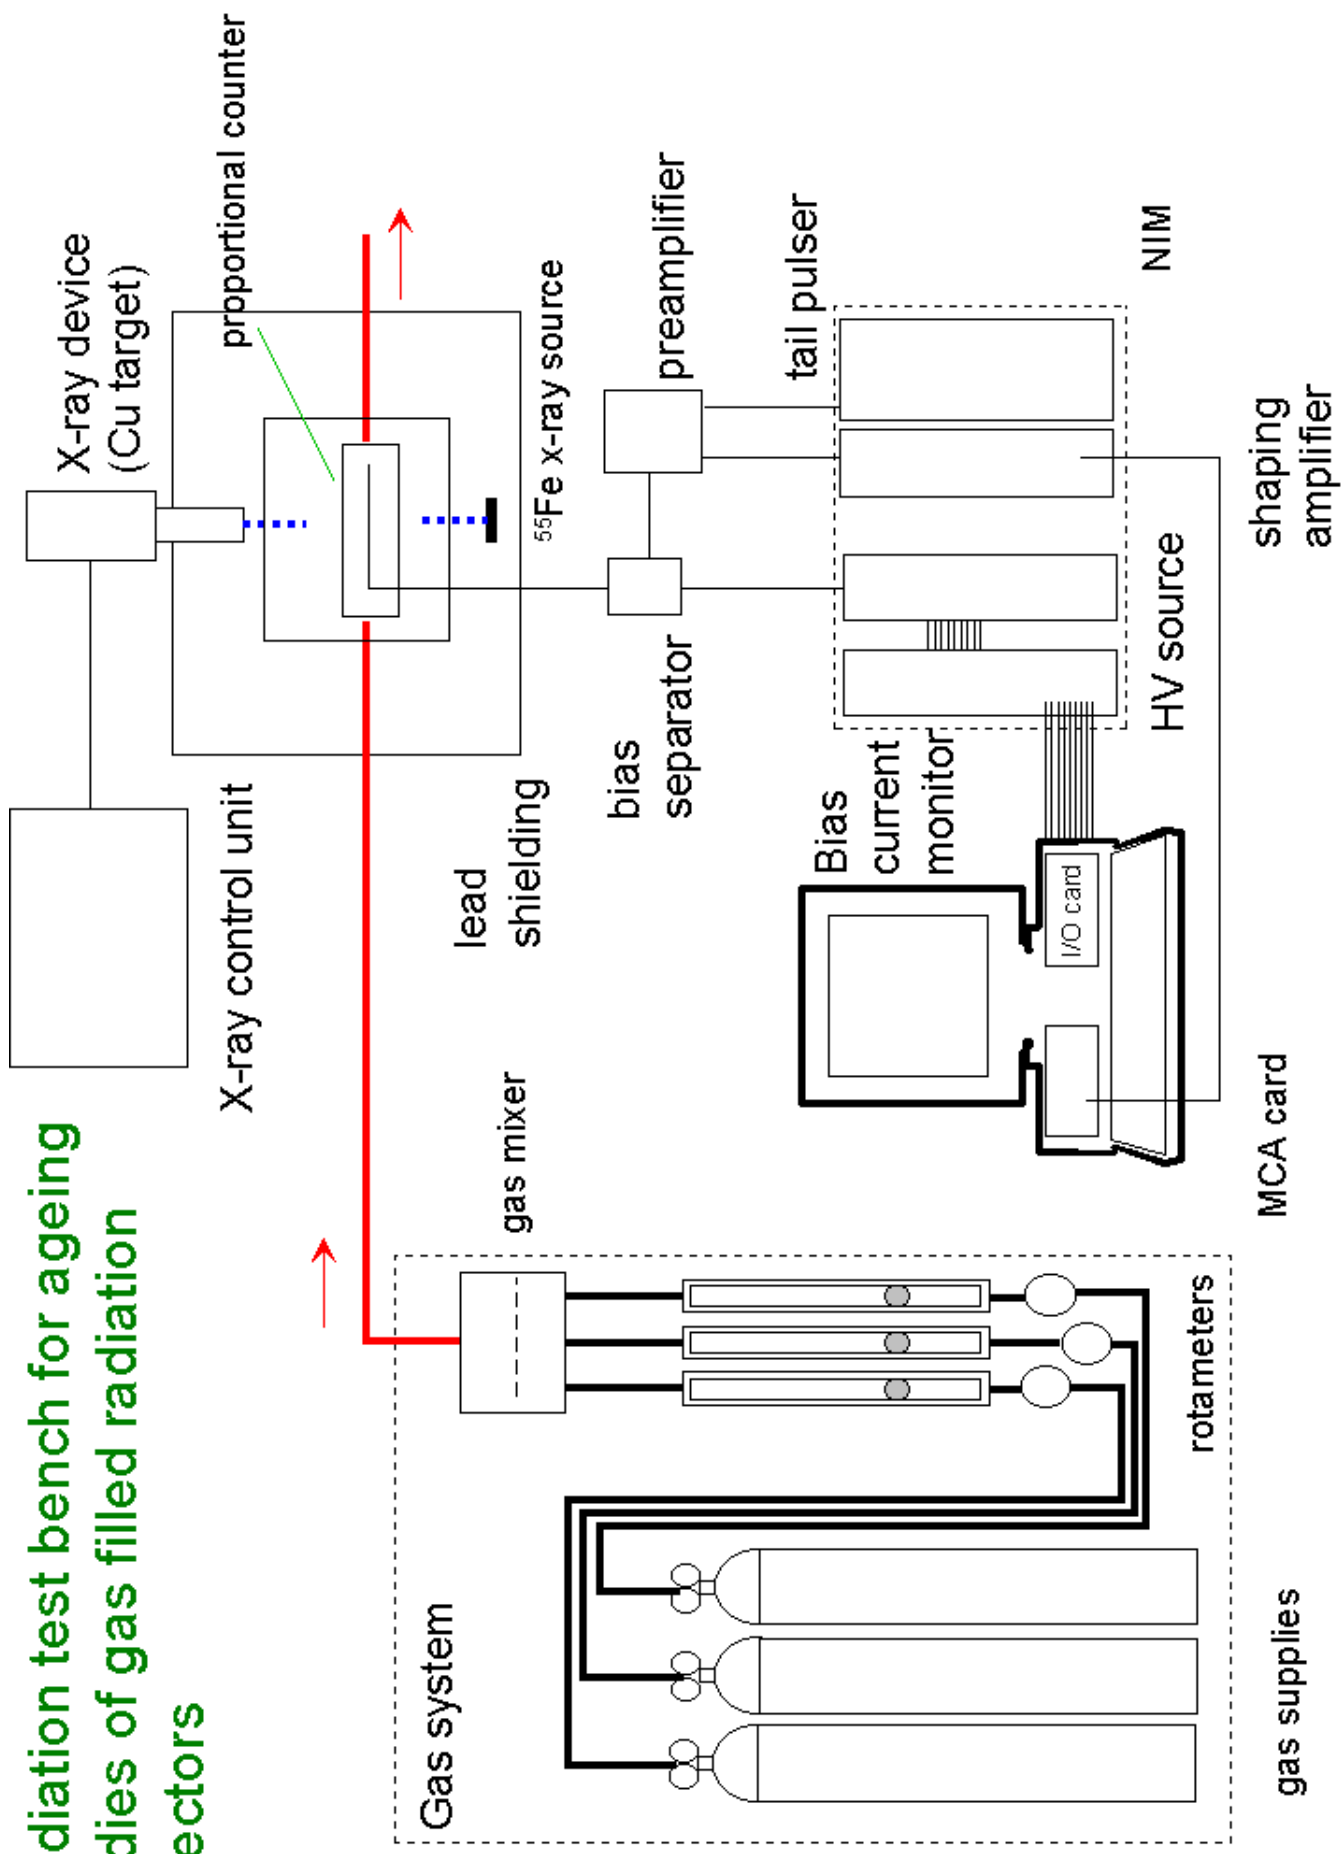 diation test bench for ageing
dies of gas filled radiation
ectors
X-ray control unit
X-ray device
(Cu target)
proportional counter
lead
shielding
⁵⁵Fe x-ray source
Gas system
gas mixer
bias
separator
preamplifier
Bias
current
monitor
tail pulser
I/O card
HV source
NIM
rotameters
MCA card
shaping
amplifier
gas supplies